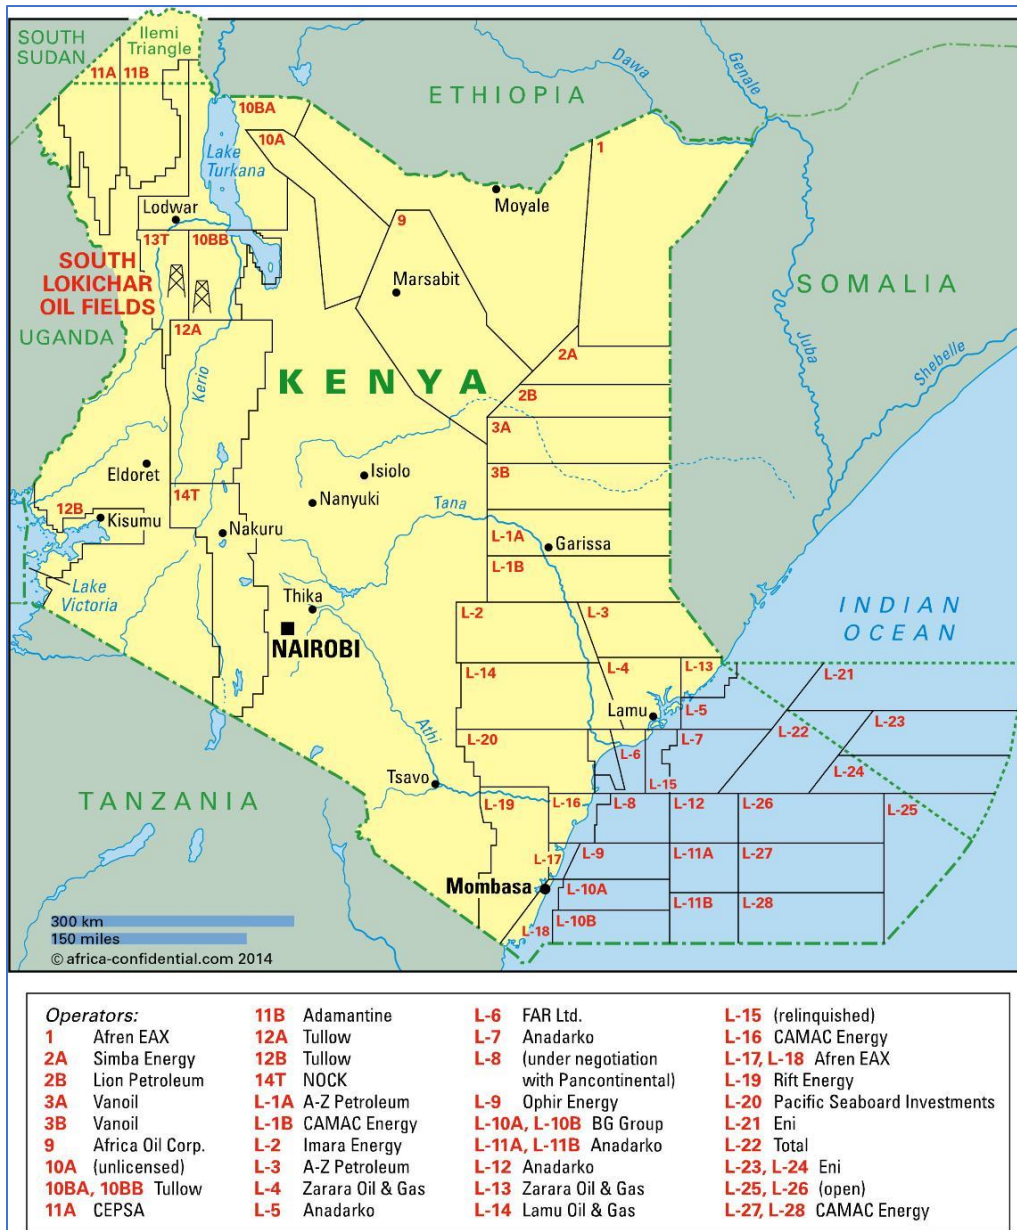 SOUTH
SUDAN
Ilemi
Triangle
11A 11B
ETHIOPIA
Dawa
Genale
10BA
10A
1
Lake
Turkana
Moyale
Lodwar
9
13T 10BB
SOUTH
LOKICHAR
OIL FIELDS
Marsabit
SOMALIA
UGANDA
12A
Juba
Shebelle
2A
Kerio
KENYA
2B
3A
3B
Eldoret
Isiolo
14T
Nanyuki
Tana
12B
Kisumu
Nakuru
L-1A
Garissa
L-1B
Lake
Victoria
Thika
NAIROBI
L-2
L-3
INDIAN
OCEAN
L-14
L-4
L-13
L-21
Lamu
L-5
Athi
L-20
L-6
L-7
L-22
L-23
L-15
L-24
Tsavo
TANZANIA
L-19
L-16
L-8
L-12
L-26
L-25
L-17
L-9
L-11A
L-27
Mombasa
L-10A
L-11B
L-28
L-10B
L-18
300 km
150 miles
© africa-confidential.com 2014
Operators:
1 Afren EAX
2A Simba Energy
2B Lion Petroleum
3A Vanoil
3B Vanoil
9 Africa Oil Corp.
10A (unlicensed)
10BA, 10BB Tullow
11A CEPSA
11B Adamantine
12A Tullow
12B Tullow
14T NOCK
L-1A A-Z Petroleum
L-1B CAMAC Energy
L-2 Imara Energy
L-3 A-Z Petroleum
L-4 Zarara Oil & Gas
L-5 Anadarko
L-6 FAR Ltd.
L-7 Anadarko
L-8 (under negotiation
with Pancontinental)
L-9 Ophir Energy
L-10A, L-10B BG Group
L-11A, L-11B Anadarko
L-12 Anadarko
L-13 Zarara Oil & Gas
L-14 Lamu Oil & Gas
L-15 (relinquished)
L-16 CAMAC Energy
L-17, L-18 Afren EAX
L-19 Rift Energy
L-20 Pacific Seaboard Investments
L-21 Eni
L-22 Total
L-23, L-24 Eni
L-25, L-26 (open)
L-27, L-28 CAMAC Energy